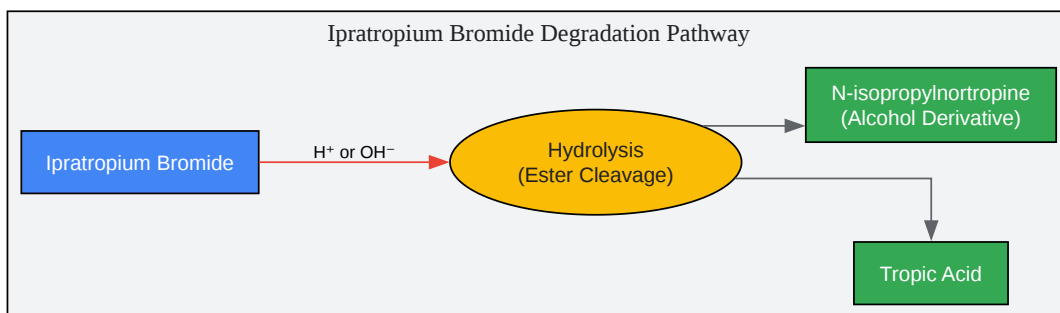 Ipratropium Bromide Degradation Pathway
Ipratropium Bromide
H⁺ or OH⁻
Hydrolysis
(Ester Cleavage)
N-isopropylnortropine
(Alcohol Derivative)
Tropic Acid